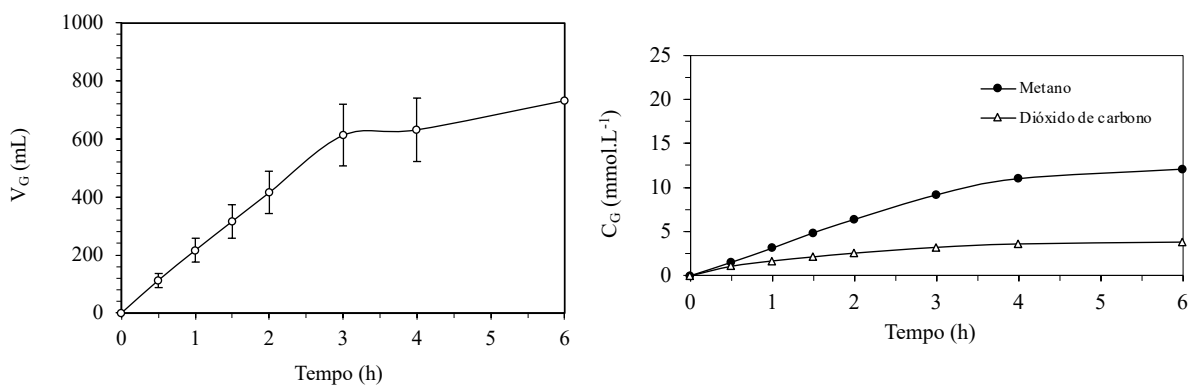 1000
800
600
400
200
0
V_G (mL)
0 1 2 3 4 5 6
Tempo (h)
25
20
15
10
5
0
C_G (mmol.L⁻¹)
Metano
Dióxido de carbono
0 1 2 3 4 5 6
Tempo (h)